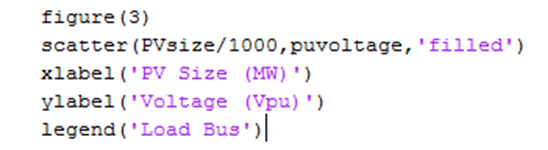 figure(3)
scatter(PVsize/1000,puvoltage,'filled')
xlabel('PV Size (MW)')
ylabel('Voltage (Vpu)')
legend('Load Bus')